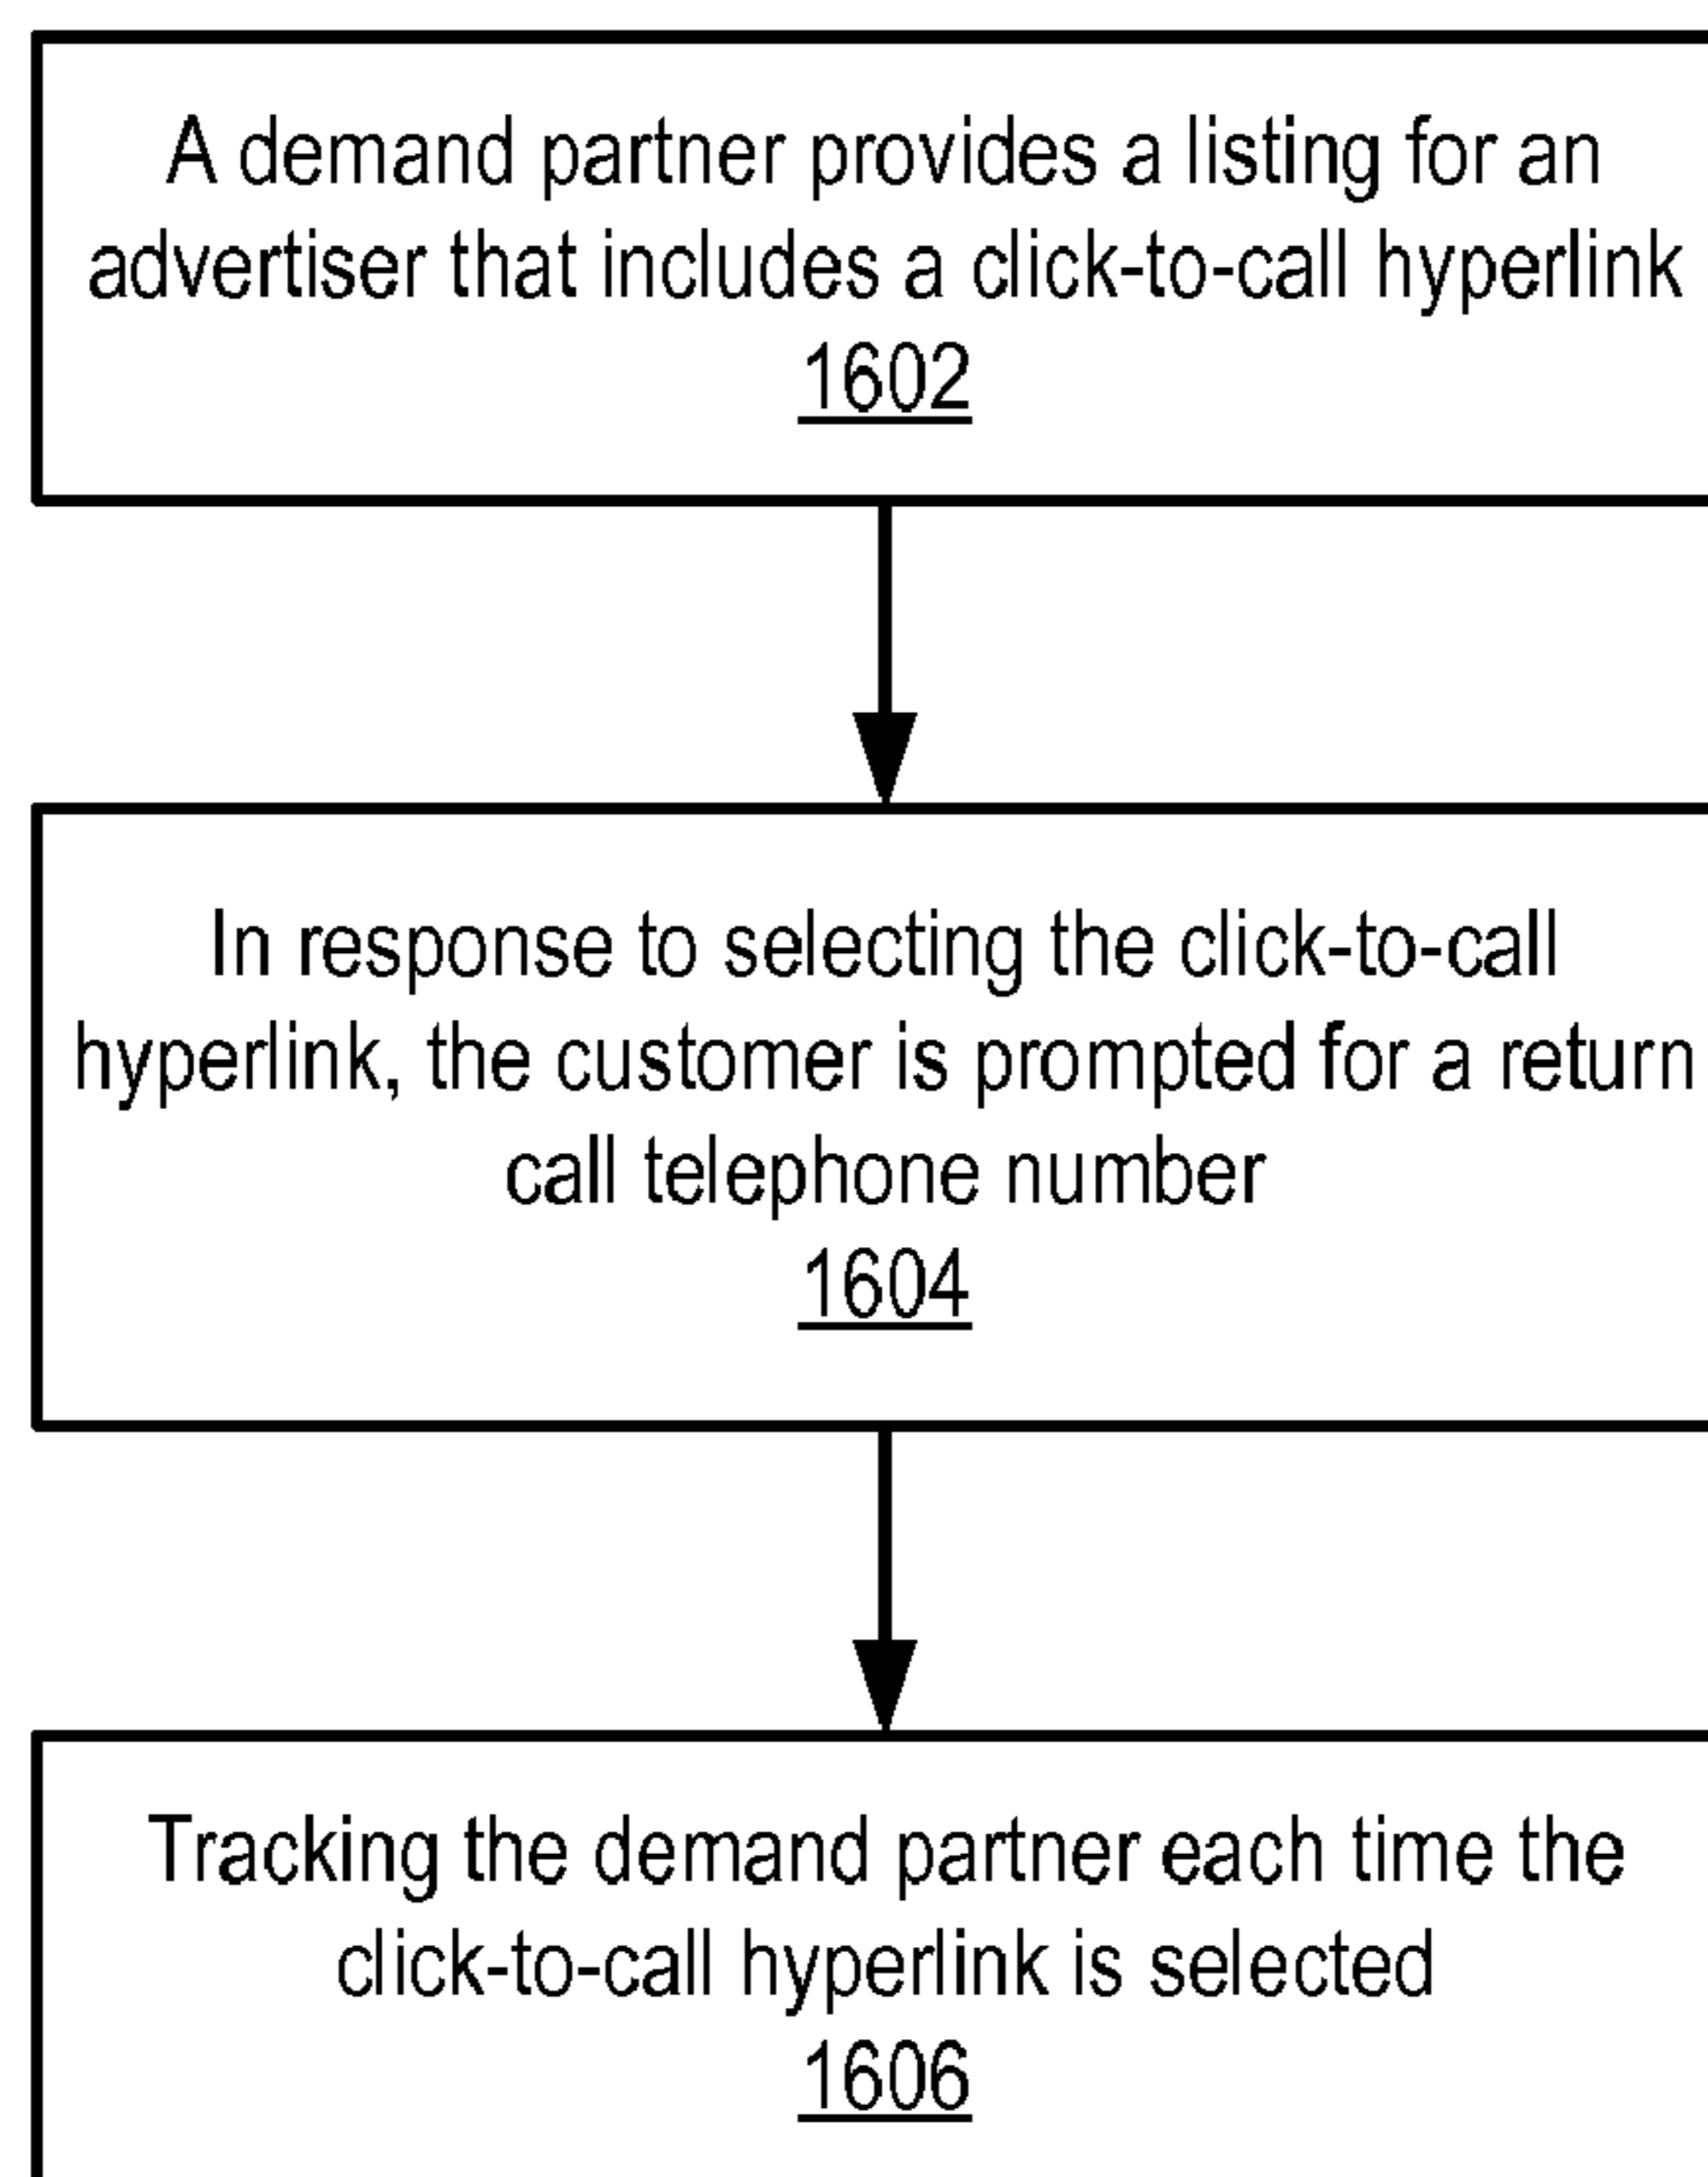 A demand partner provides a listing for an
advertiser that includes a click-to-call hyperlink
1602
In response to selecting the click-to-call
hyperlink, the customer is prompted for a return
call telephone number
1604
Tracking the demand partner each time the
click-to-call hyperlink is selected
1606